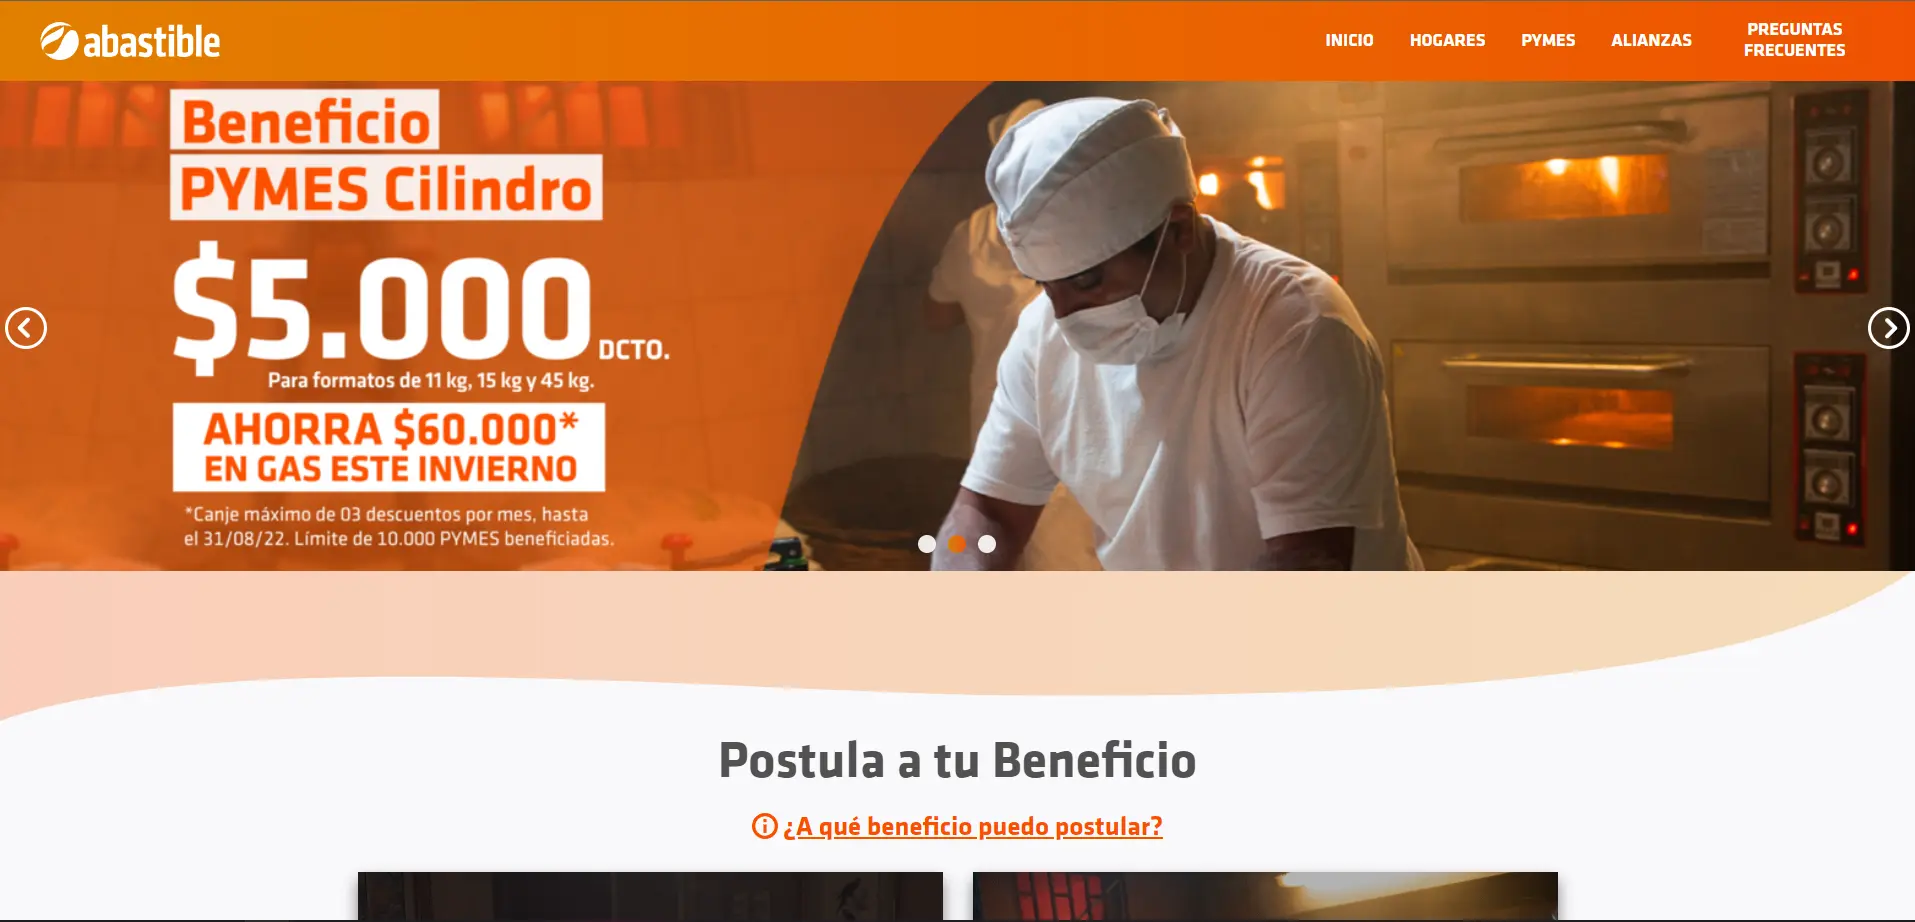 abastible
INICIO
HOGARES
PYMES
ALIANZAS
PREGUNTAS
FRECUENTES
Beneficio
PYMES Cilindro
$5.000 DCTO.
Para formatos de 11 kg, 15 kg y 45 kg.
AHORRA $60.000*
EN GAS ESTE INVIERNO
*Canje máximo de 03 descuentos por mes, hasta
el 31/08/22. Límite de 10.000 PYMES beneficiadas.
Postula a tu Beneficio
¿A qué beneficio puedo postular?